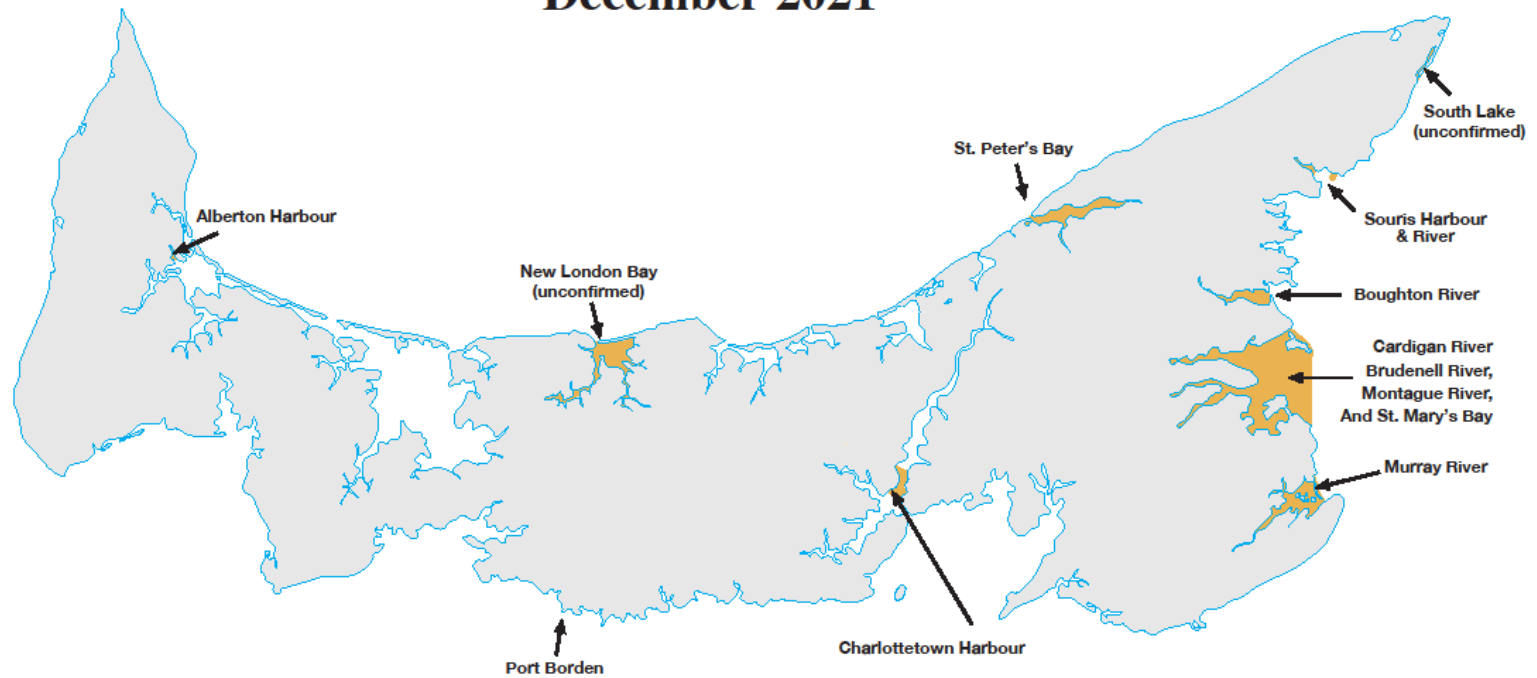 December 2021
South Lake
(unconfirmed)
St. Peter's Bay
Souris Harbour
& River
Alberton Harbour
New London Bay
(unconfirmed)
Boughton River
Cardigan River
Brudenell River,
Montague River,
And St. Mary's Bay
Murray River
Charlottetown Harbour
Port Borden